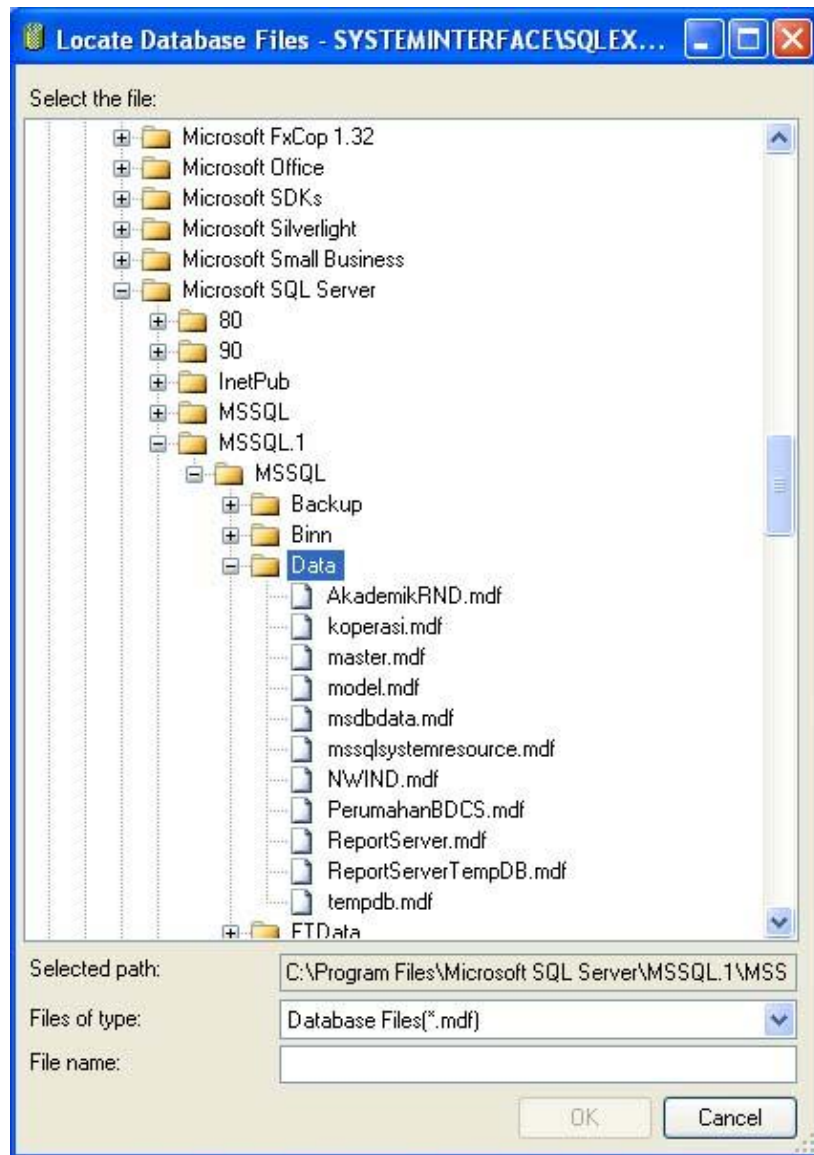 Locate Database Files - SYSTEMINTERFACE\SQLEX...
Select the file:
Microsoft FxCop 1.32
Microsoft Office
Microsoft SDKs
Microsoft Silverlight
Microsoft Small Business
Microsoft SQL Server
80
90
InetPub
MSSQL
MSSQL.1
MSSQL
Backup
Binn
Data
AkademikRND.mdf
koperasi.mdf
master.mdf
model.mdf
msdbdata.mdf
mssqlsystemresource.mdf
NWIND.mdf
PerumahanBDCS.mdf
ReportServer.mdf
ReportServerTempDB.mdf
tempdb.mdf
FTData
Selected path: C:\Program Files\Microsoft SQL Server\MSSQL.1\MSS
Files of type: Database Files(*.mdf)
File name:
OK Cancel